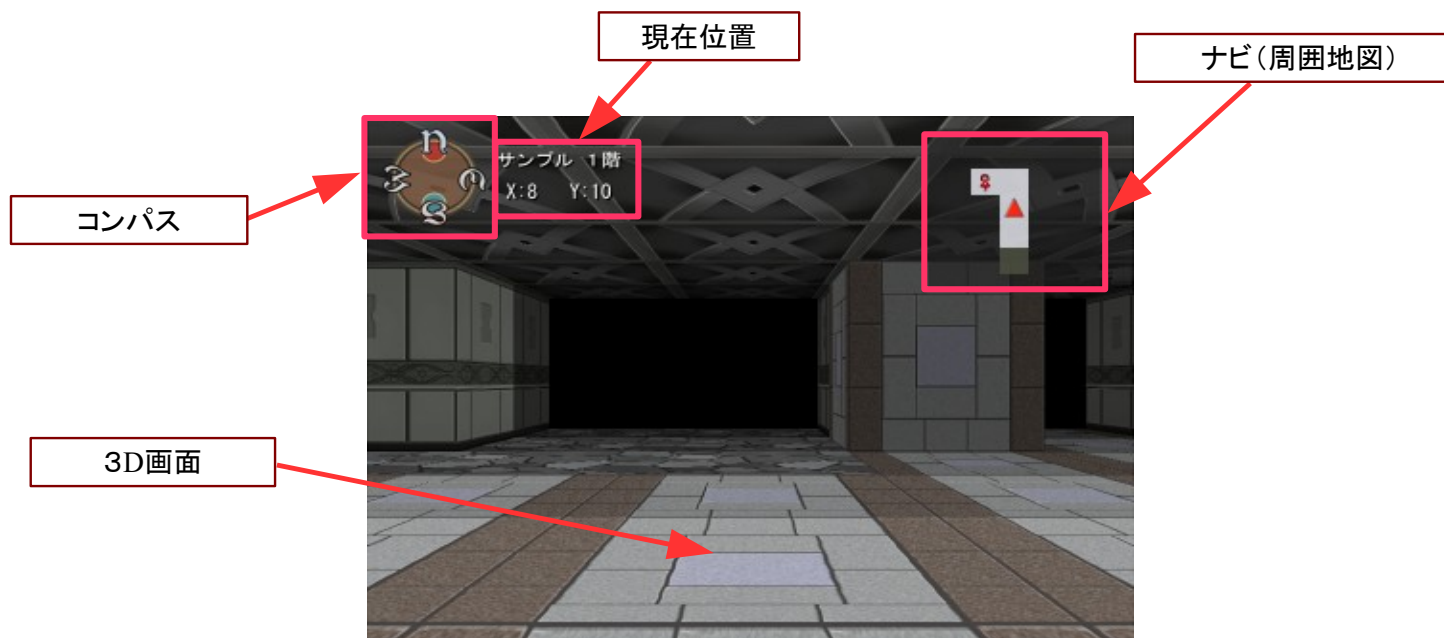 現在位置
ナビ（周囲地図）
コンパス
n
サンプル 1階
X:8 Y:10
3D画面